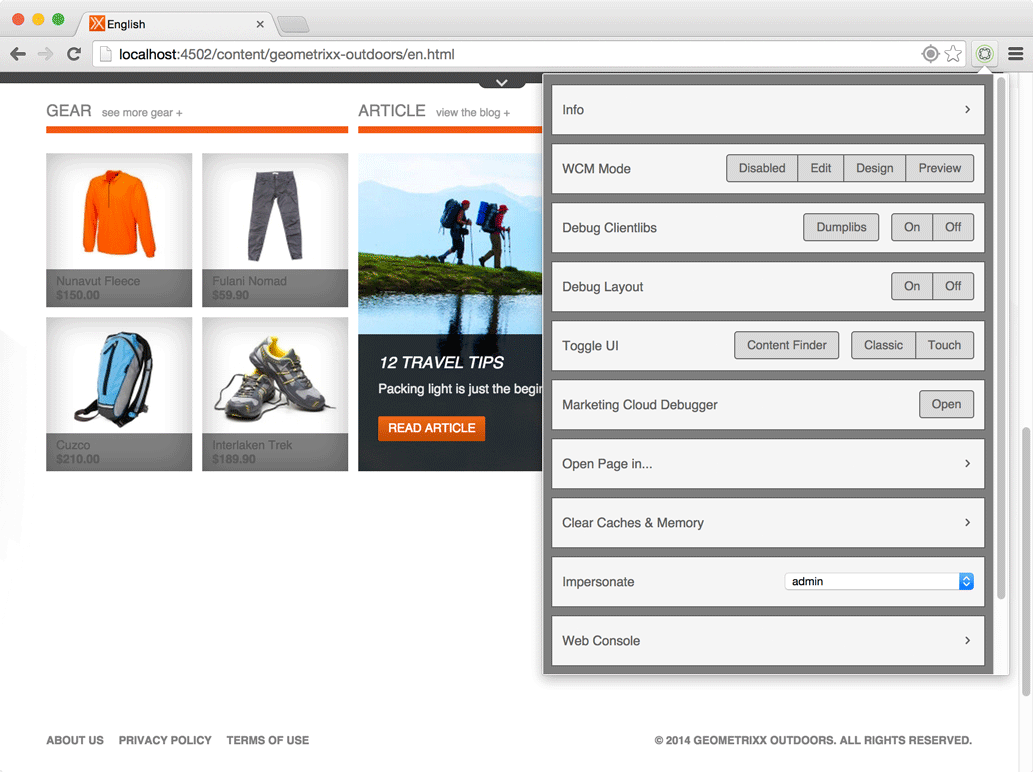 English
localhost:4502/content/geometrixx-outdoors/en.html
GEAR see more gear +
ARTICLE view the blog +
Nunavut Fleece
$150.00
Fulani Nomad
$59.90
Cuzco
$210.00
Interlaken Trek
$189.90
12 TRAVEL TIPS
Packing light is just the begin
READ ARTICLE
Info
WCM Mode Disabled Edit Design Preview
Debug Clientlibs Dumplibs On Off
Debug Layout On Off
Toggle UI Content Finder Classic Touch
Marketing Cloud Debugger Open
Open Page in...
Clear Caches & Memory
Impersonate admin
Web Console
ABOUT US PRIVACY POLICY TERMS OF USE
© 2014 GEOMETRIXX OUTDOORS. ALL RIGHTS RESERVED.